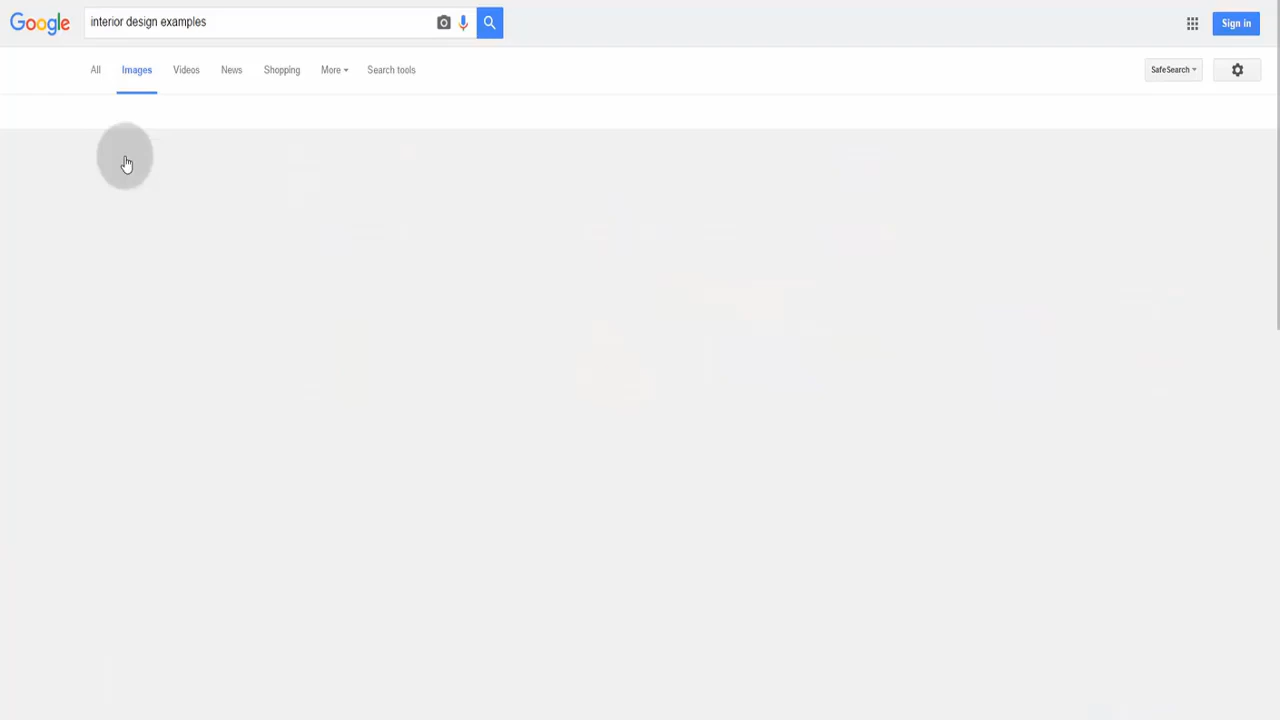 Google
interior design examples
Sign in
All Images Videos News Shopping More Search tools
SafeSearch